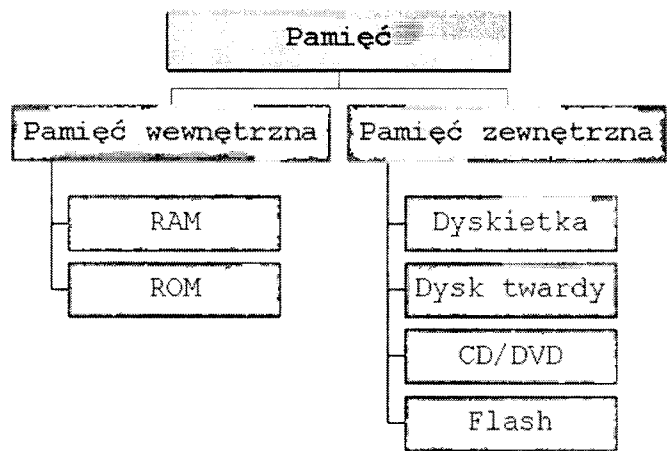 Pamięć
Pamięć wewnętrzna
RAM
ROM
Pamięć zewnętrzna
Dyskietka
Dysk twardy
CD/DVD
Flash